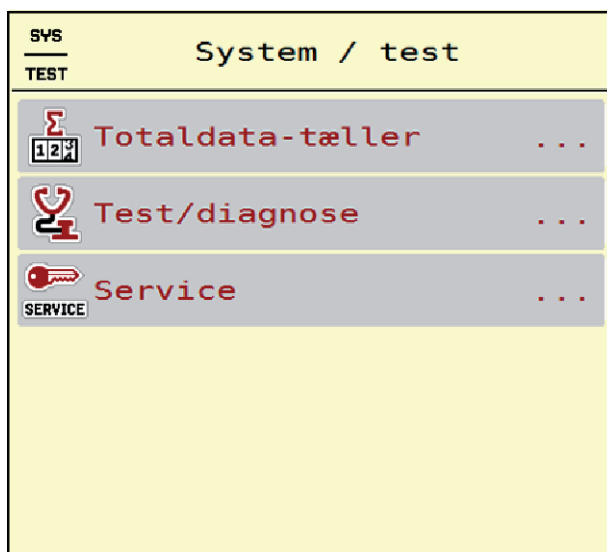 SYS
TEST
System / test
Totaldata-tæller ...
Test/diagnose ...
SERVICE
Service ...